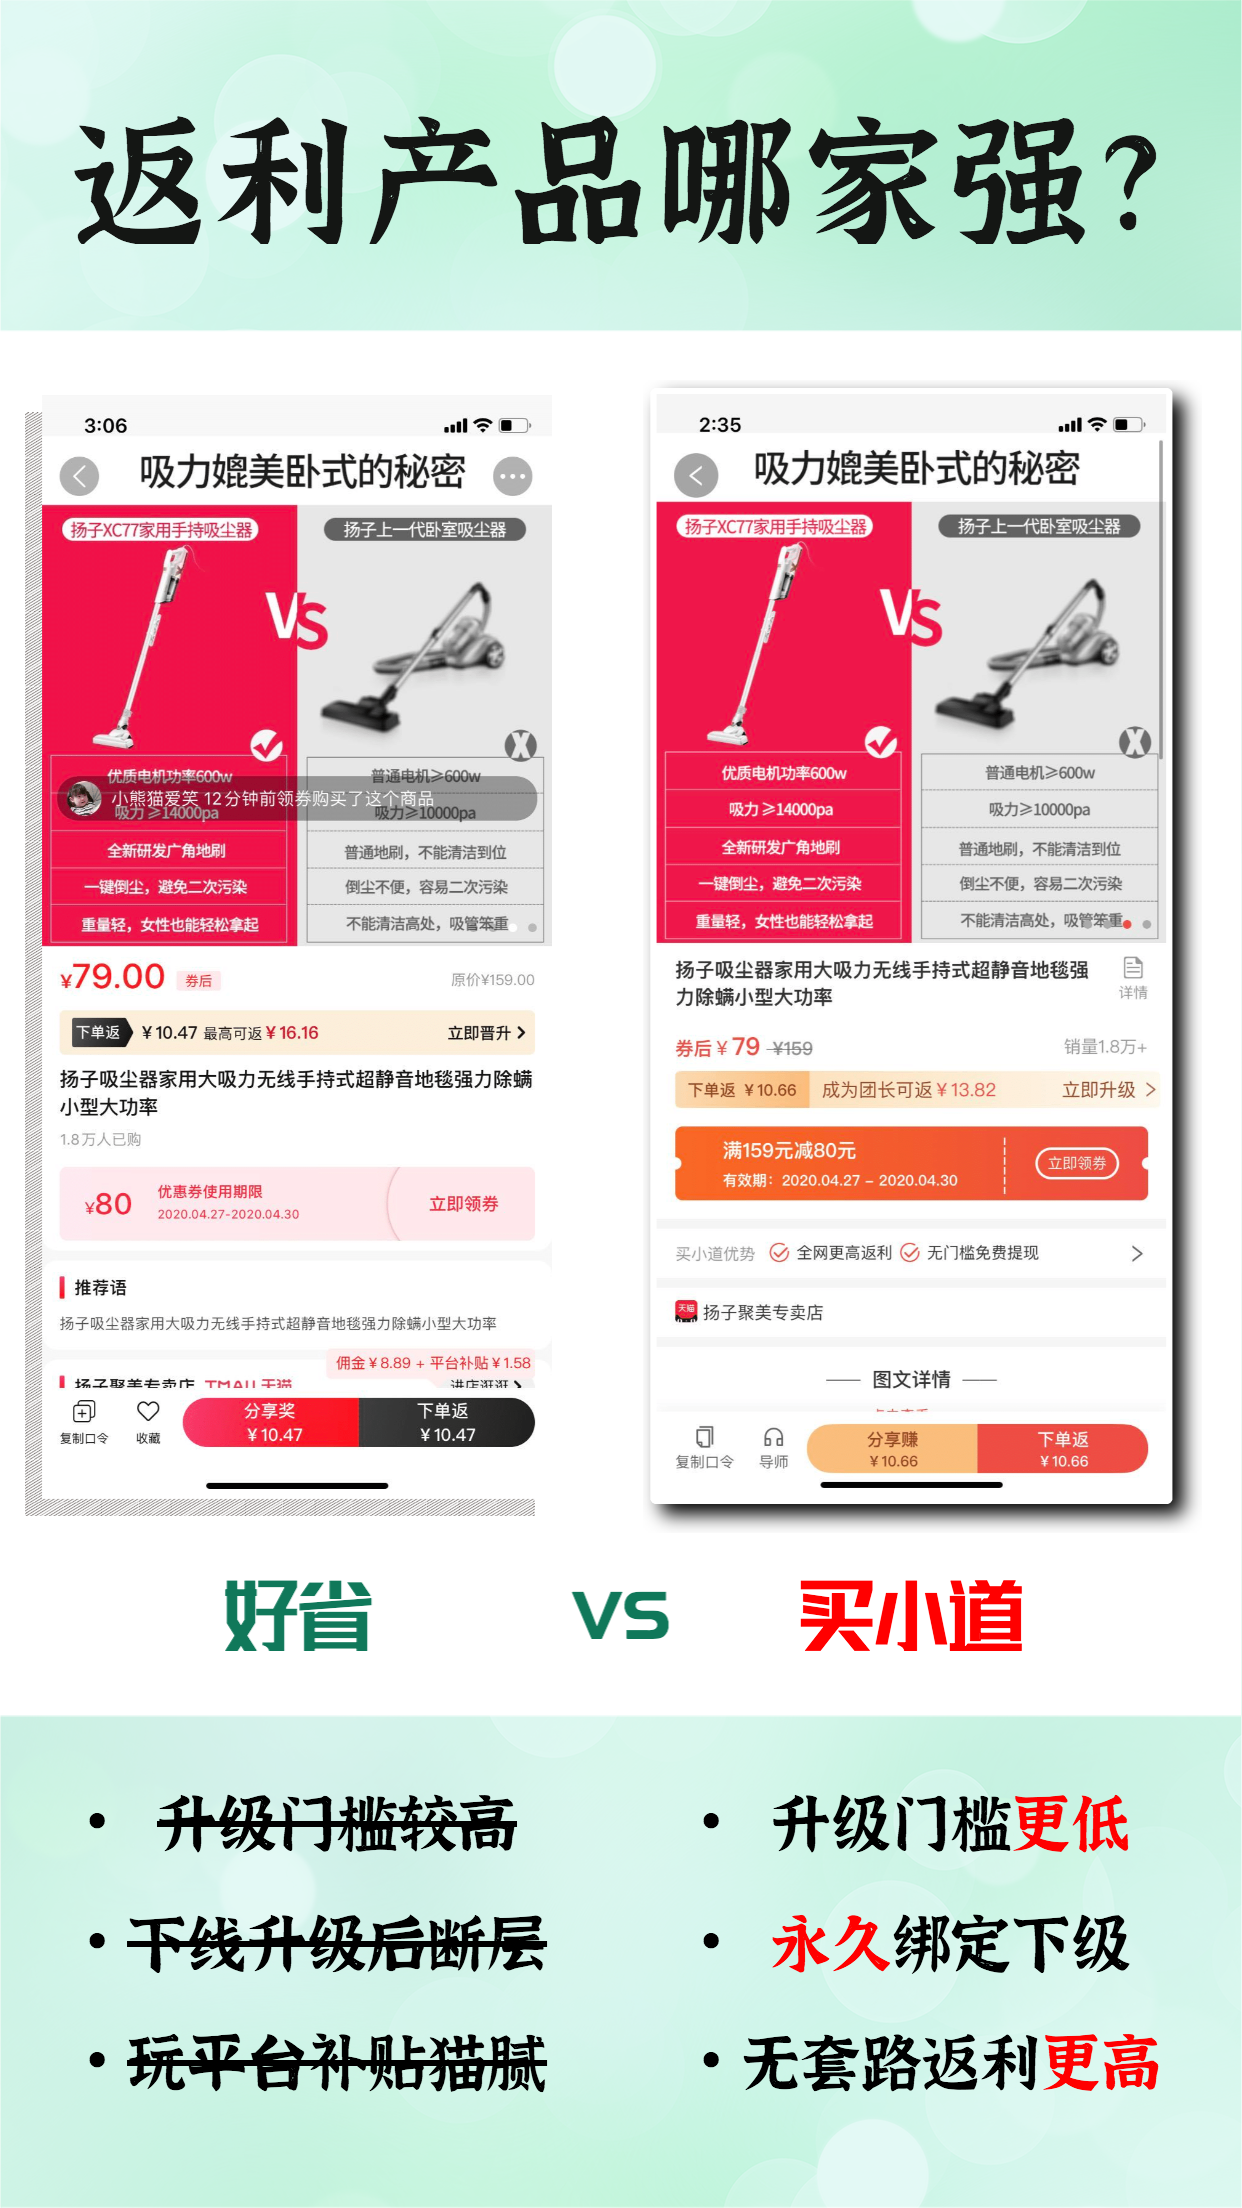 返利产品哪家强?
3:06
吸力媲美卧式的秘密
扬子XC77家用手持吸尘器
扬子上一代卧室吸尘器
VS
优质电机功率600w
普通电机≥600w
小熊猫爱笑 12分钟前领券购买了这个商品
吸力 ≥14000pa
吸力≥10000pa
全新研发广角地刷
普通地刷，不能清洁到位
一键倒尘，避免二次污染
倒尘不便，容易二次污染
重量轻，女性也能轻松拿起
不能清洁高处，吸管笨重
¥79.00 券后
原价¥159.00
下单返 ¥10.47 最高可返¥16.16 立即晋升
扬子吸尘器家用大吸力无线手持式超静音地毯强力除螨
小型大功率
1.8万人已购
¥80
优惠券使用期限
2020.04.27-2020.04.30
立即领券
推荐语
扬子吸尘器家用大吸力无线手持式超静音地毯强力除螨小型大功率
佣金¥8.89 + 平台补贴¥1.58
扬子聚美专卖店 TMALL天猫 进店逛逛
复制口令
收藏
分享奖
¥10.47
下单返
¥10.47
2:35
吸力媲美卧式的秘密
扬子XC77家用手持吸尘器
扬子上一代卧室吸尘器
VS
优质电机功率600w
普通电机≥600w
吸力 ≥14000pa
吸力≥10000pa
全新研发广角地刷
普通地刷，不能清洁到位
一键倒尘，避免二次污染
倒尘不便，容易二次污染
重量轻，女性也能轻松拿起
不能清洁高处，吸管笨重
扬子吸尘器家用大吸力无线手持式超静音地毯强
力除螨小型大功率
详情
券后¥79 ¥159
销量1.8万+
下单返 ¥10.66 成为团长可返¥13.82 立即升级
满159元减80元
有效期：2020.04.27 - 2020.04.30
立即领券
买小道优势 全网更高返利 无门槛免费提现
天猫 扬子聚美专卖店
图文详情
复制口令
导师
分享赚
¥10.66
下单返
¥10.66
好省 VS 买小道
• 升级门槛较高
• 下线升级后断层
• 玩平台补贴猫腻
• 升级门槛更低
• 永久绑定下级
• 无套路返利更高